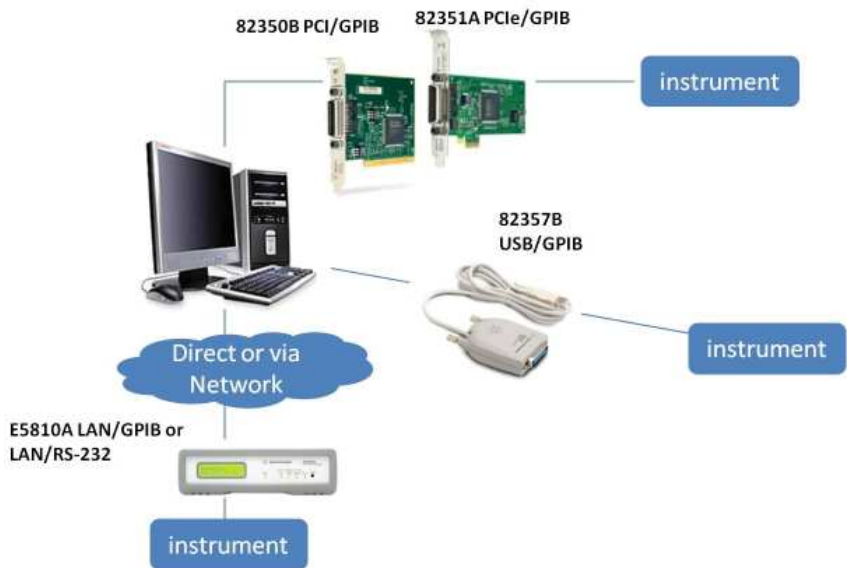 82350B PCI/GPIB
82351A PCIe/GPIB
instrument
82357B
USB/GPIB
instrument
Direct or via
Network
E5810A LAN/GPIB or
LAN/RS-232
instrument